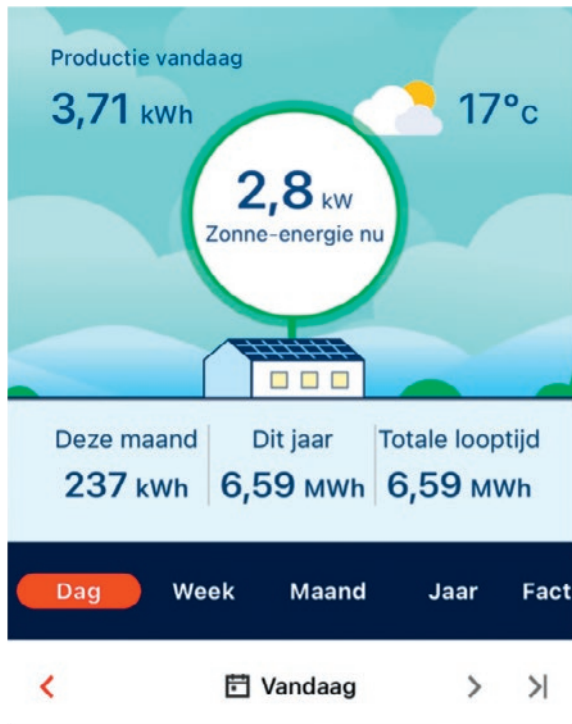 Productie vandaag
3,71 kWh
17°C
2,8 kW
Zonne-energie nu
Deze maand Dit jaar Totale looptijd
237 kWh 6,59 MWh 6,59 MWh
Dag Week Maand Jaar Fact
Vandaag